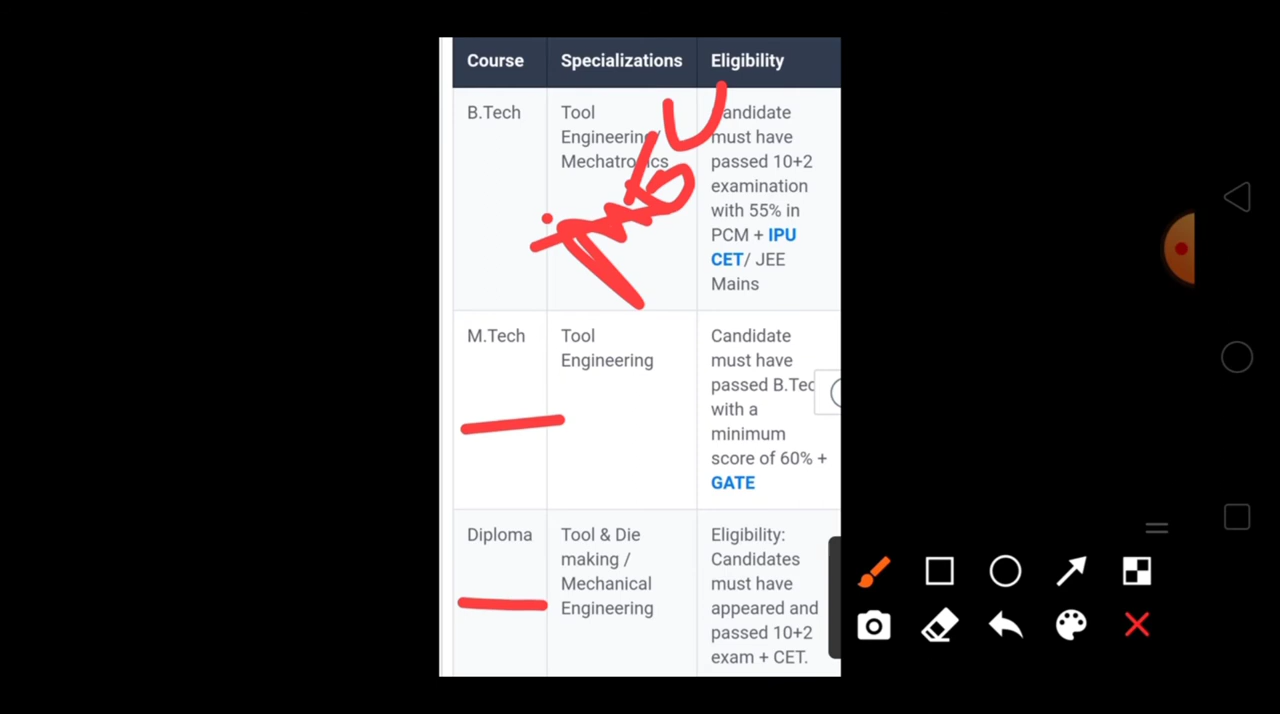 Course Specializations Eligibility
B.Tech
Tool
Engineering/
Mechatronics
Candidate
must have
passed 10+2
examination
with 55% in
PCM + IPU
CET/ JEE
Mains
M.Tech
Tool
Engineering
Candidate
must have
passed B.Tec
with a
minimum
score of 60% +
GATE
Diploma
Tool & Die
making /
Mechanical
Engineering
Eligibility:
Candidates
must have
appeared and
passed 10+2
exam + CET.